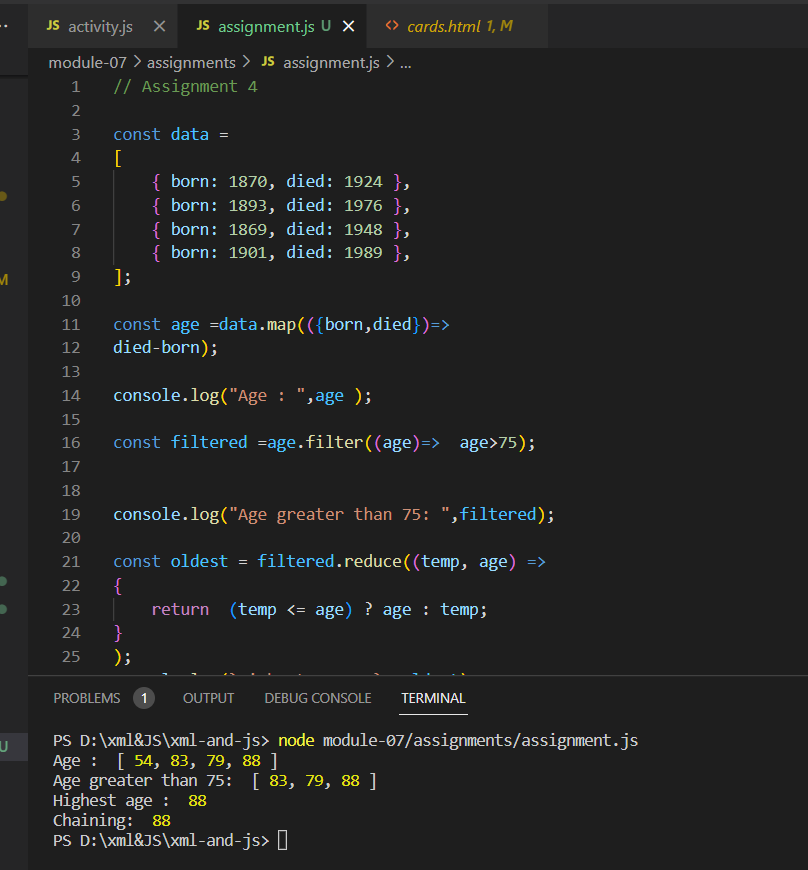 JS activity.js ×
JS assignment.js U ×
<> cards.html 1, M
module-07 > assignments > JS assignment.js > ...
1 // Assignment 4
2
3 const data =
4 [
5 { born: 1870, died: 1924 },
6 { born: 1893, died: 1976 },
7 { born: 1869, died: 1948 },
8 { born: 1901, died: 1989 },
9 ];
10
11 const age =data.map(({born,died})=>
12 died-born);
13
14 console.log("Age : ",age );
15
16 const filtered =age.filter((age)=>  age>75);
17
18
19 console.log("Age greater than 75: ",filtered);
20
21 const oldest = filtered.reduce((temp, age) =>
22 {
23 return  (temp <= age) ? age : temp;
24 }
25 );
M
U
PROBLEMS 1 OUTPUT DEBUG CONSOLE TERMINAL
PS D:\xml&JS\xml-and-js> node module-07/assignments/assignment.js
Age :  [ 54, 83, 79, 88 ]
Age greater than 75:  [ 83, 79, 88 ]
Highest age :  88
Chaining:  88
PS D:\xml&JS\xml-and-js>